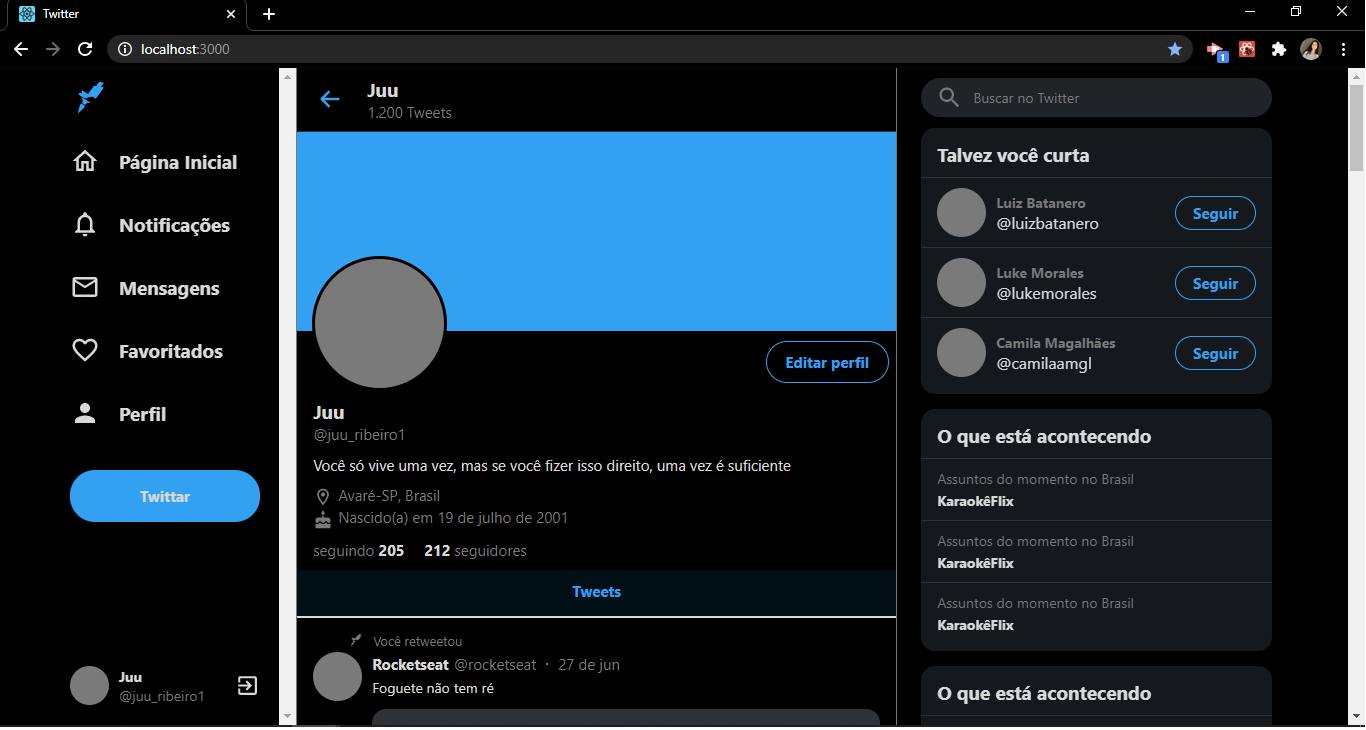 Twitter
localhost:3000
1
Página Inicial
Notificações
Mensagens
Favoritados
Perfil
Twittar
Juu
@juu_ribeiro1
Juu
1.200 Tweets
Editar perfil
Juu
@juu_ribeiro1
Você só vive uma vez, mas se você fizer isso direito, uma vez é suficiente
Avaré-SP, Brasil
Nascido(a) em 19 de julho de 2001
seguindo 205 212 seguidores
Tweets
Você retweetou
Rocketseat @rocketseat · 27 de jun
Foguete não tem ré
Buscar no Twitter
Talvez você curta
Luiz Batanero
@luizbatanero
Seguir
Luke Morales
@lukemorales
Seguir
Camila Magalhães
@camilaamgl
Seguir
O que está acontecendo
Assuntos do momento no Brasil
KaraokêFlix
Assuntos do momento no Brasil
KaraokêFlix
Assuntos do momento no Brasil
KaraokêFlix
O que está acontecendo